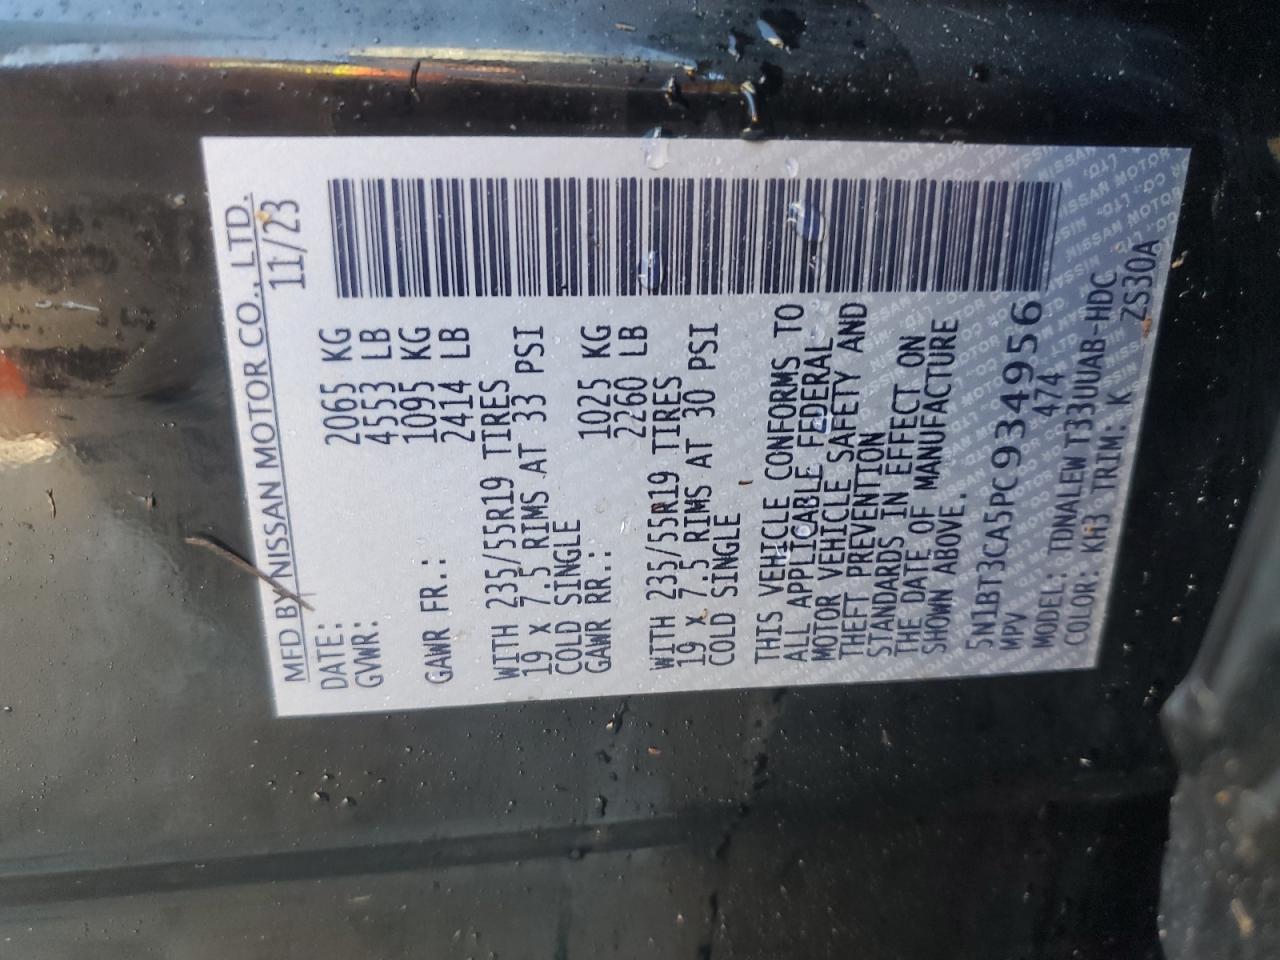 MFD BY NISSAN MOTOR CO., LTD.
DATE: 11/23
GVWR: 2065 KG
4553 LB
GAWR FR.: 1095 KG
2414 LB
WITH 235/55R19 TIRES
19 X 7.5 RIMS AT 33 PSI
COLD SINGLE
GAWR RR.: 1025 KG
2260 LB
WITH 235/55R19 TIRES
19 X 7.5 RIMS AT 30 PSI
COLD SINGLE
THIS VEHICLE CONFORMS TO
ALL APPLICABLE FEDERAL
MOTOR VEHICLE SAFETY AND
THEFT PREVENTION
STANDARDS IN EFFECT ON
THE DATE OF MANUFACTURE
SHOWN ABOVE.
5N1BT3CA5PC934956
MPV 474
MODEL: TDNALEW T33UUAB-HDC
COLOR: KH3 TRIM: K ZS30A